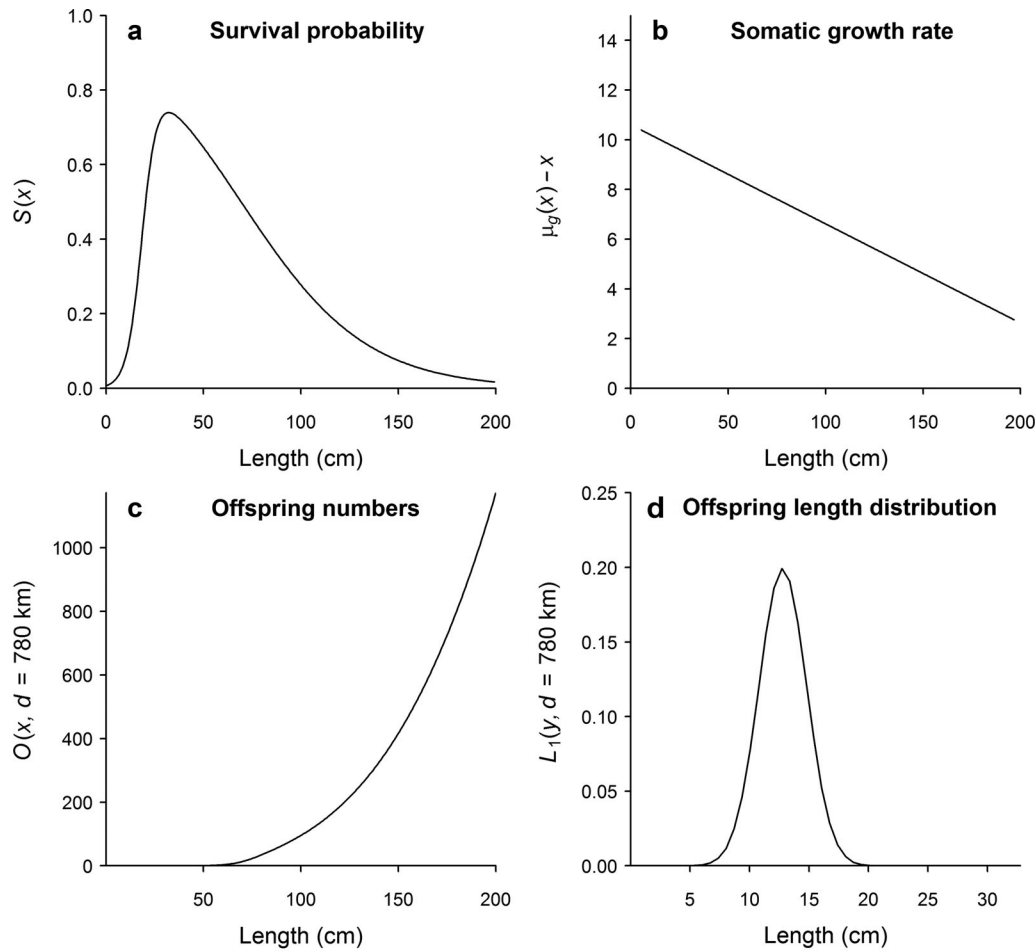 a Survival probability
1.0
0.8
0.6
0.4
0.2
0.0
S(x)
0 50 100 150 200
Length (cm)
b Somatic growth rate
14
12
10
8
6
4
2
0
μg(x) – x
0 50 100 150 200
Length (cm)
c Offspring numbers
1000
800
600
400
200
0
O(x, d = 780 km)
50 100 150 200
Length (cm)
d Offspring length distribution
0.25
0.20
0.15
0.10
0.05
0.00
L1(y, d = 780 km)
5 10 15 20 25 30
Length (cm)